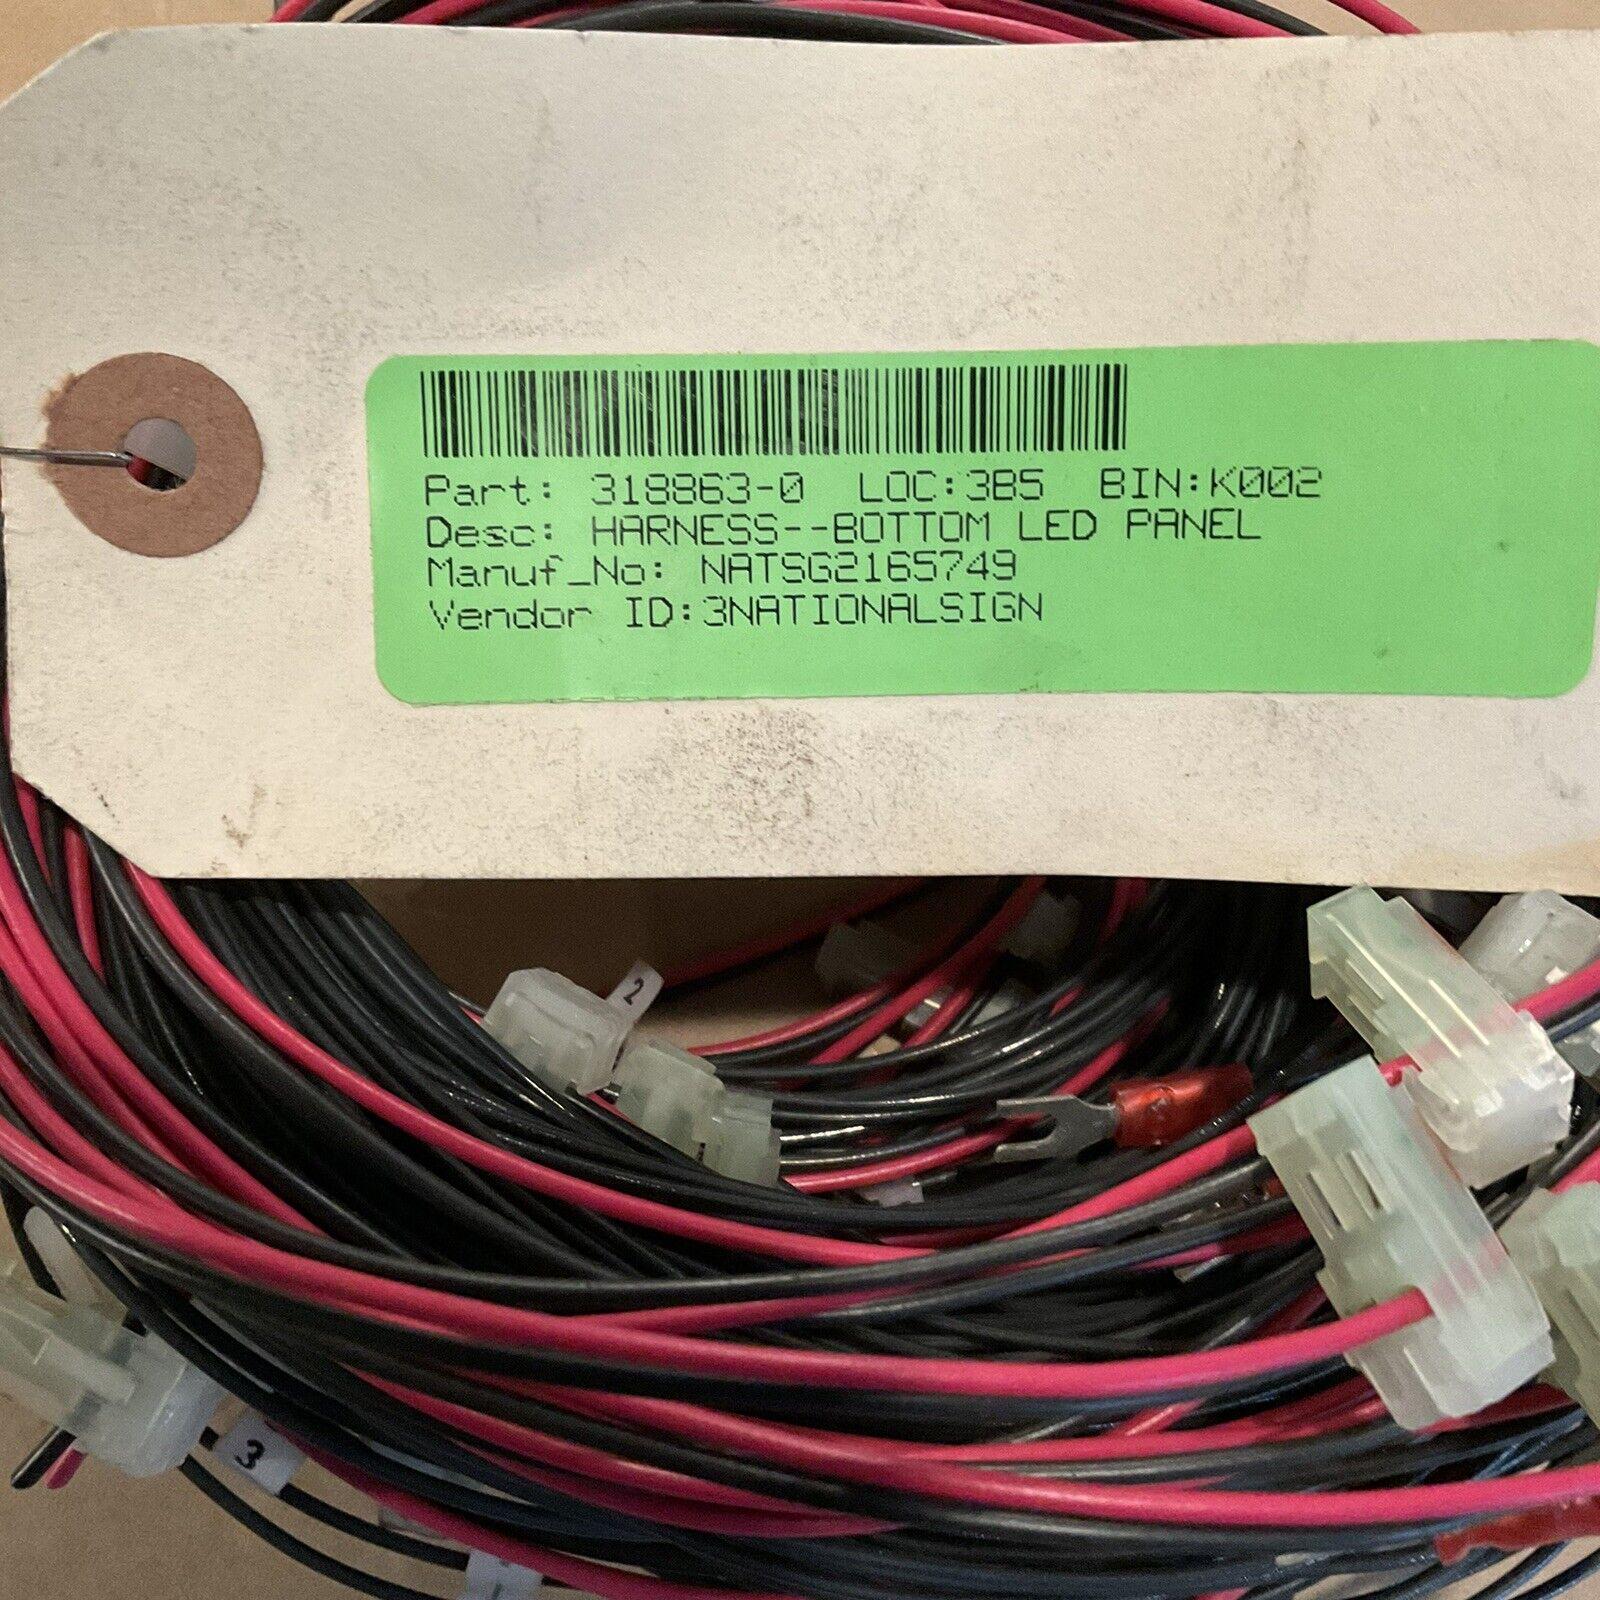 Part: 318863-0 LOC:3B5 BIN:K002
Desc: HARNESS--BOTTOM LED PANEL
Manuf_No: NATSG2165749
Vendor ID:3NATIONALSIGN
2
3